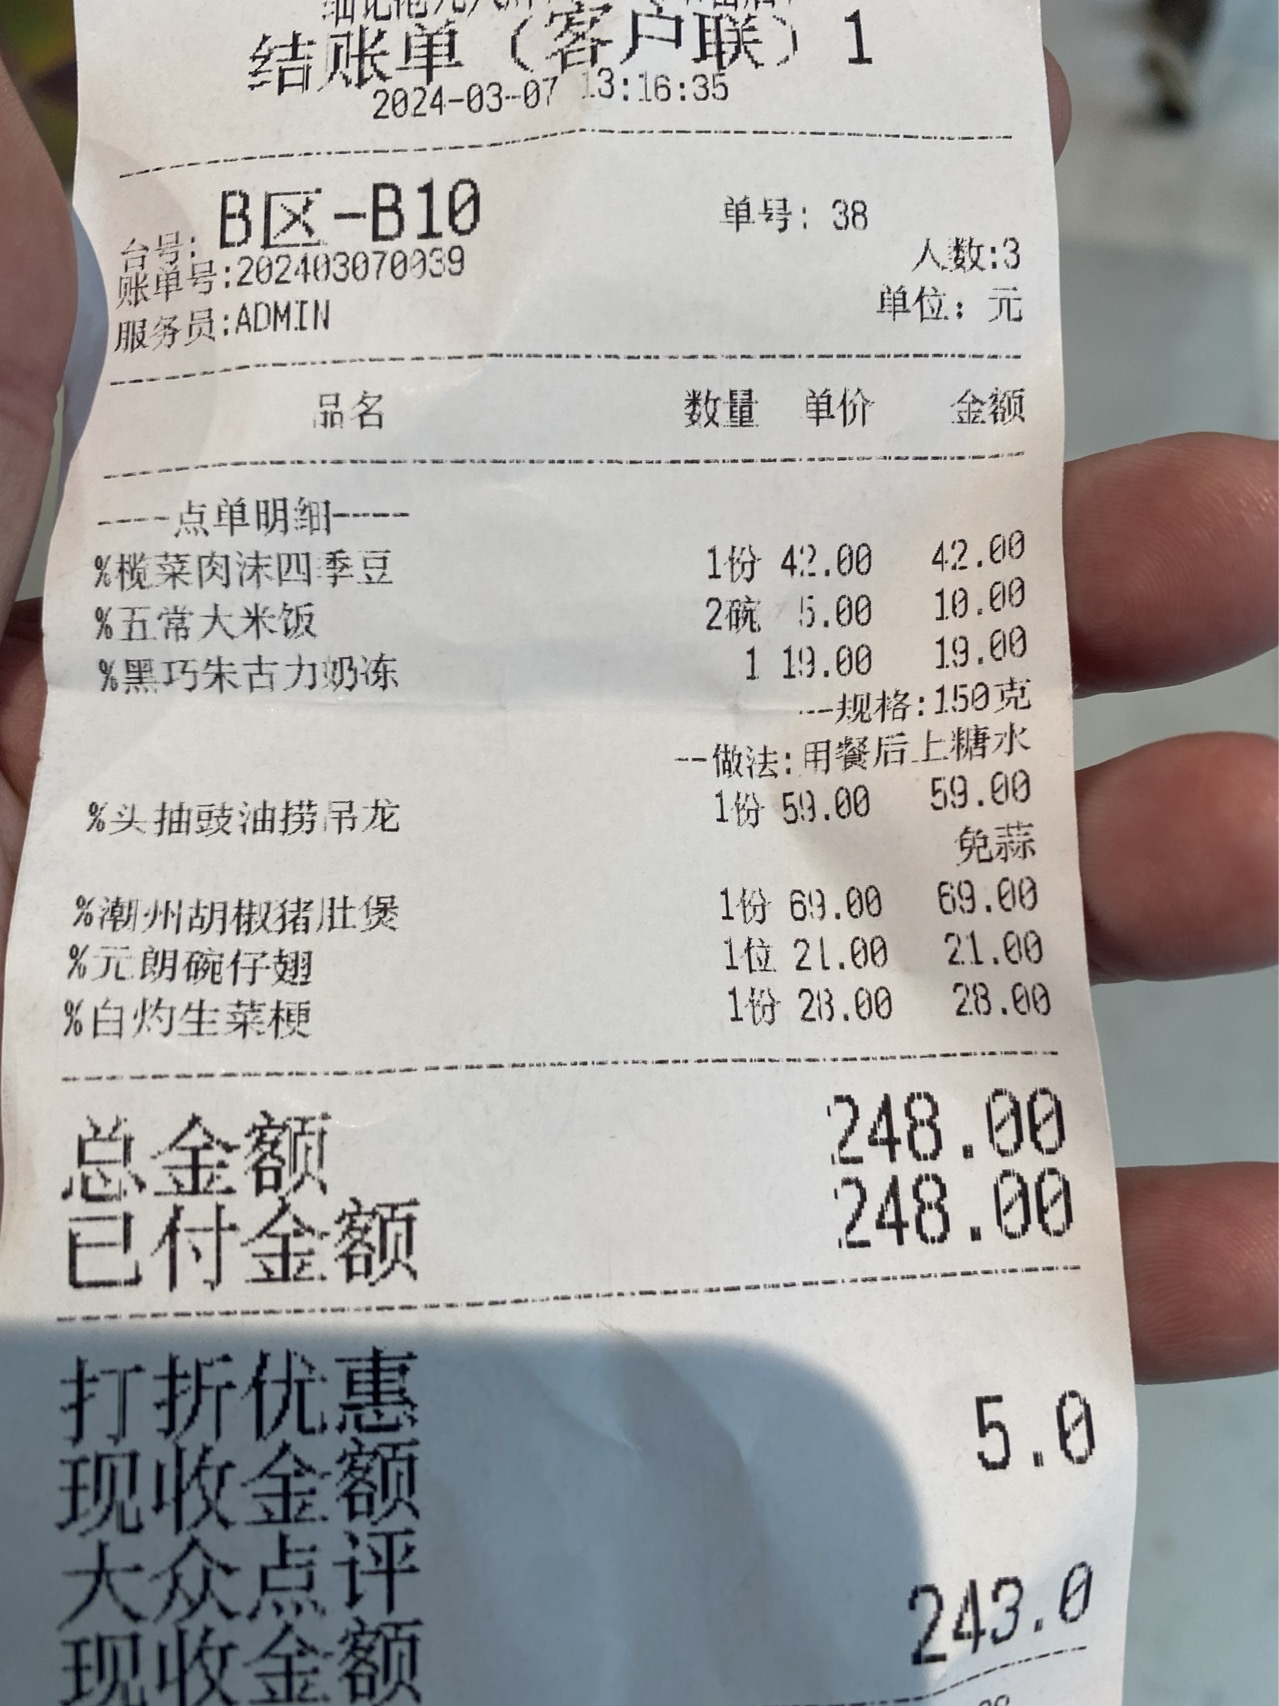 结账单（客户联）1
2024-03-07 13:16:35
台号: B区-B10 单号: 38
账单号:202403070039 人数:3
服务员:ADMIN 单位: 元
品名 数量 单价 金额
----点单明细----
%榄菜肉沫四季豆 1份 42.00 42.00
%五常大米饭 2碗 5.00 10.00
%黑巧朱古力奶冻 1 19.00 19.00
---规格:150克
--做法:用餐后上糖水
%头抽豉油捞吊龙 1份 59.00 59.00
免蒜
%潮州胡椒猪肚煲 1份 69.00 69.00
%元朗碗仔翅 1位 21.00 21.00
%白灼生菜梗 1份 28.00 28.00
总金额 248.00
已付金额 248.00
打折优惠
现收金额 5.0
大众点评
现收金额 243.0